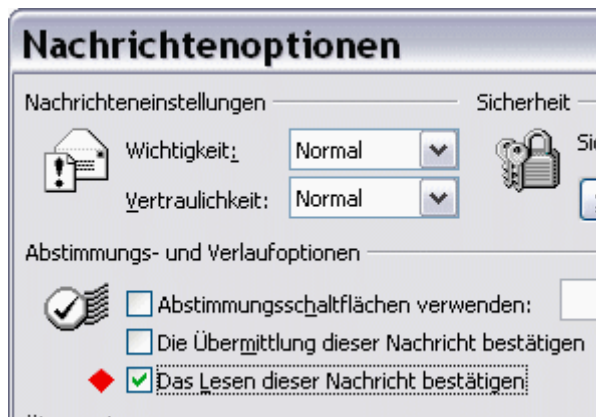 Nachrichtenoptionen
Nachrichteneinstellungen
Sicherheit
Wichtigkeit:
Normal
Vertraulichkeit:
Normal
Abstimmungs- und Verlaufoptionen
Abstimmungsschaltflächen verwenden:
Die Übermittlung dieser Nachricht bestätigen
Das Lesen dieser Nachricht bestätigen